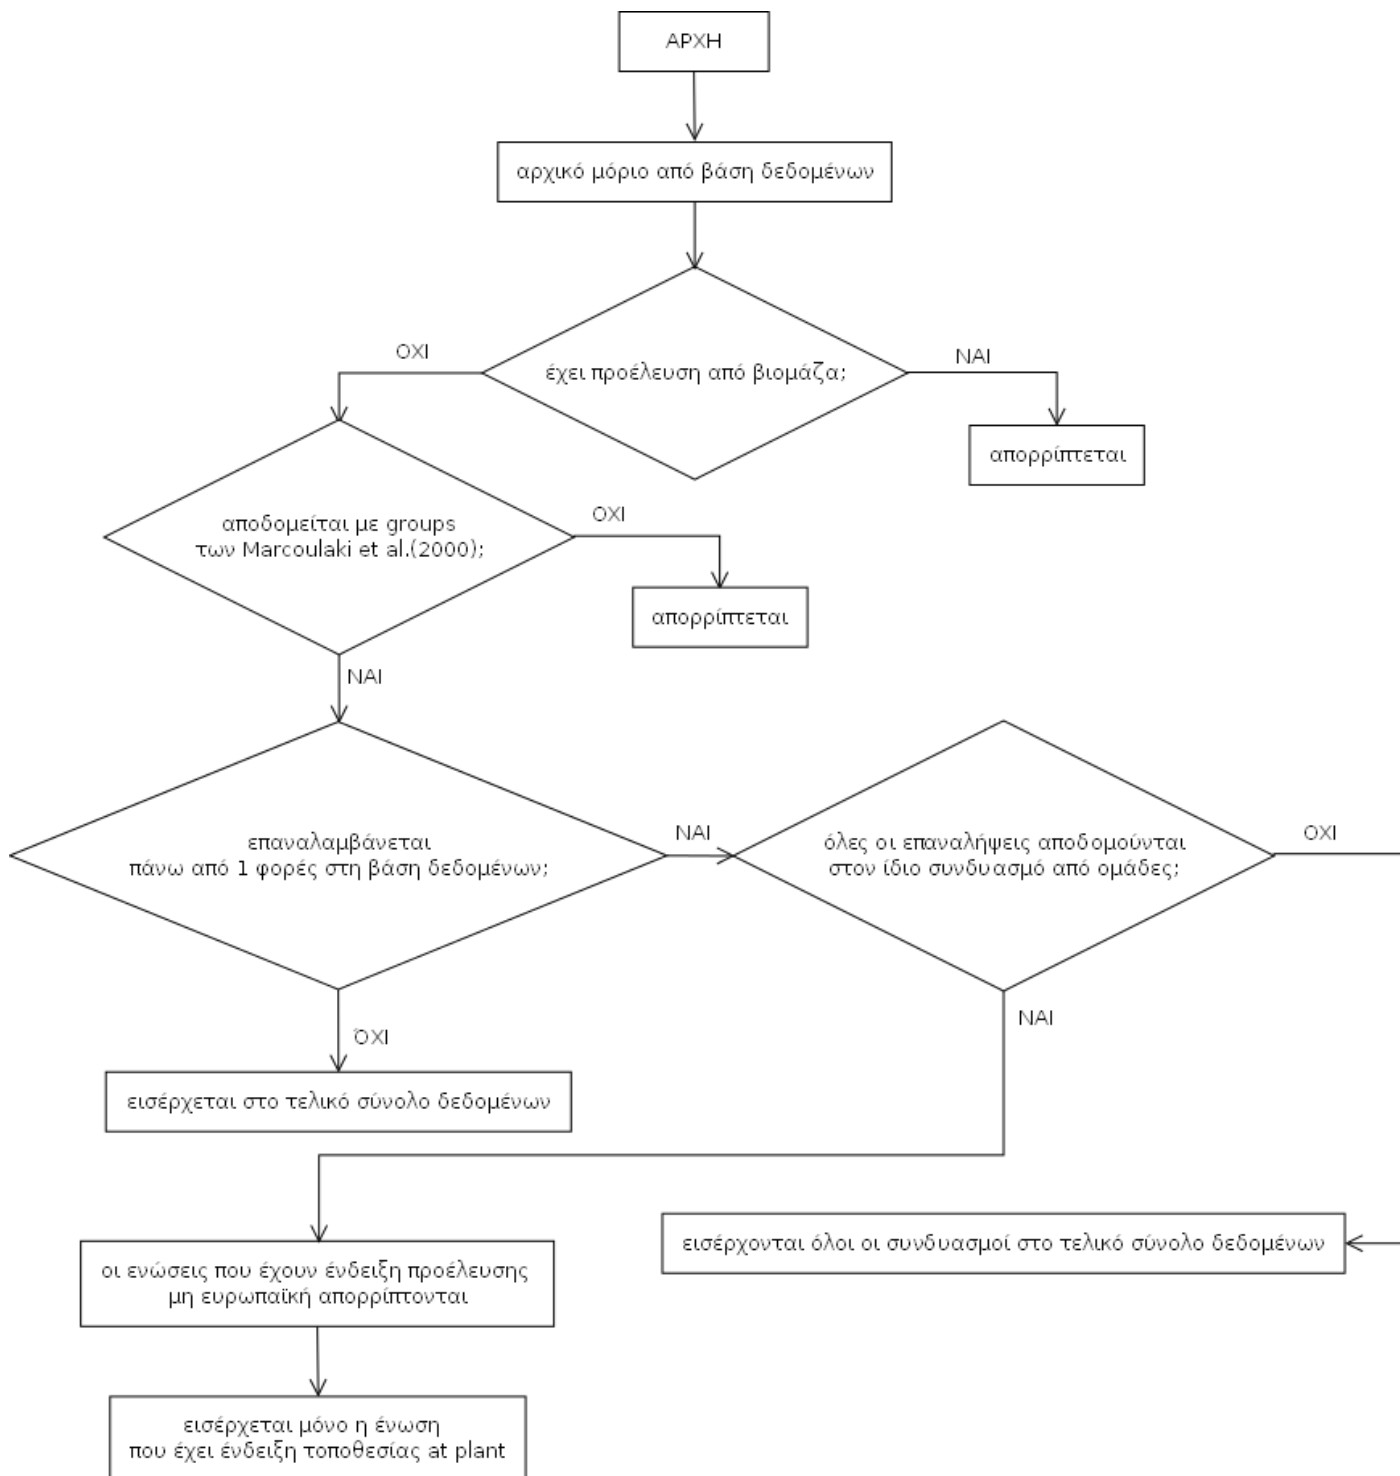 ΑΡΧΗ
αρχικό μόριο από βάση δεδομένων
ΟΧΙ
ΝΑΙ
έχει προέλευση από βιομάζα;
απορρίπτεται
αποδομείται με groups
των Marcoulaki et al.(2000);
ΟΧΙ
απορρίπτεται
ΝΑΙ
επαναλαμβάνεται
πάνω από 1 φορές στη βάση δεδομένων;
ΝΑΙ
όλες οι επαναλήψεις αποδομούνται
στον ίδιο συνδυασμό από ομάδες;
ΟΧΙ
ΝΑΙ
ΌΧΙ
εισέρχεται στο τελικό σύνολο δεδομένων
εισέρχονται όλοι οι συνδυασμοί στο τελικό σύνολο δεδομένων
οι ενώσεις που έχουν ένδειξη προέλευσης
μη ευρωπαϊκή απορρίπτονται
εισέρχεται μόνο η ένωση
που έχει ένδειξη τοποθεσίας at plant